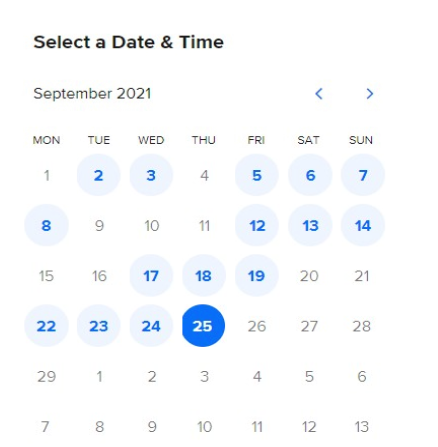 Select a Date & Time
September 2021
MON TUE WED THU FRI SAT SUN
1 2 3 4 5 6 7
8 9 10 11 12 13 14
15 16 17 18 19 20 21
22 23 24 25 26 27 28
29 1 2 3 4 5 6
7 8 9 10 11 12 13